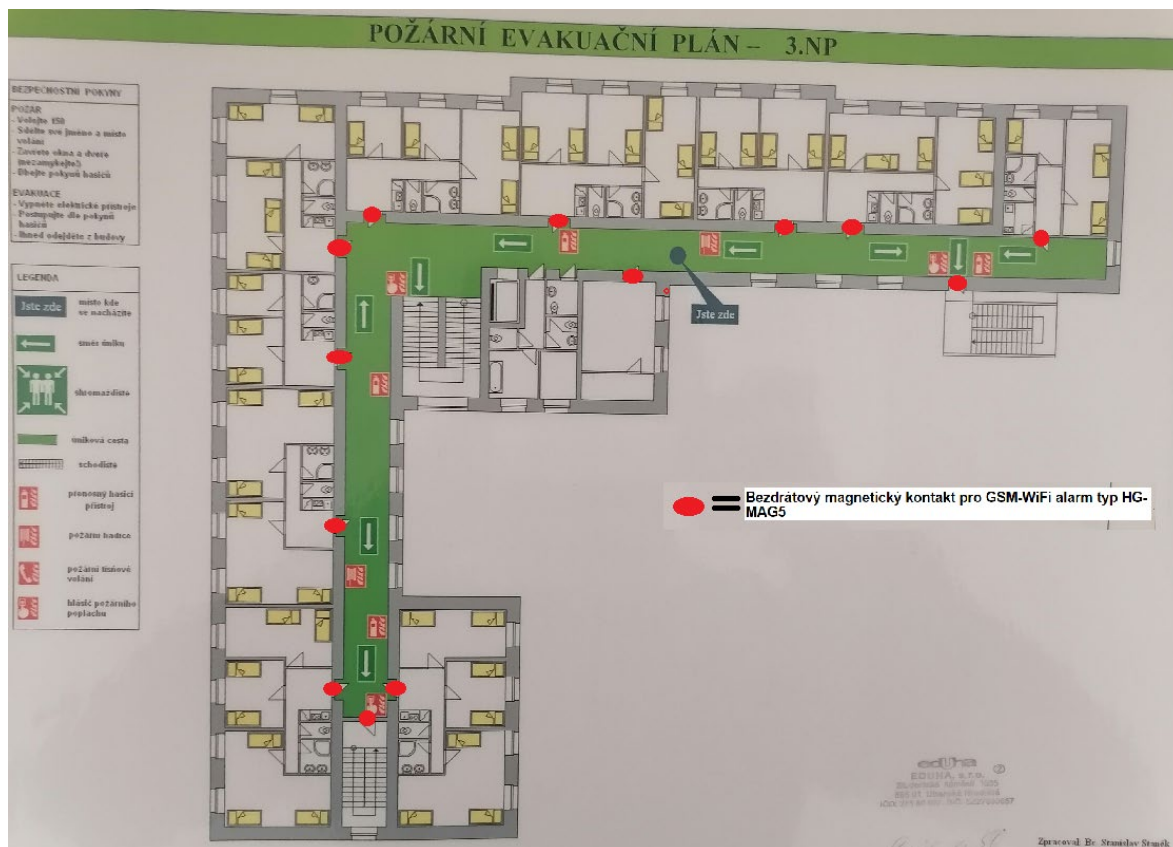 POŽÁRNÍ EVAKUAČNÍ PLÁN – 3.NP
BEZPEČNOSTNÍ POKYNY
POŽÁR
- Volejte 150
- Sdělte své jméno a místo
volání
- Zavřete okna a dveře
(nezamykejte)
- Dbejte pokynů hasičů
EVAKUACE
- Vypněte elektrické přístroje
- Postupujte dle pokynů
hasičů
- Ihned odejděte z budovy
LEGENDA
Jste zde
místo kde
se nacházíte
směr úniku
shromaždiště
úniková cesta
schodiště
přenosný hasicí
přístroj
požární hadice
požární tísňové
volání
hlásič požárního
poplachu
Jste zde
Bezdrátový magnetický kontakt pro GSM-WiFi alarm typ HG-
MAG5
eduna
EDUNA, s.r.o.
Zpracoval: Bc. Stanislav Staněk